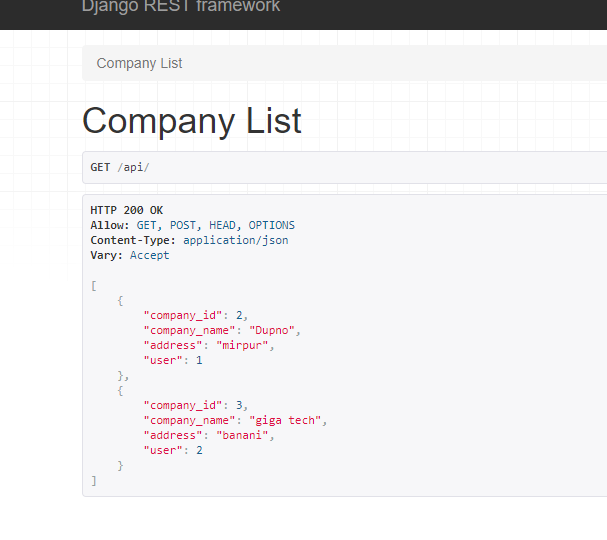 Django REST framework
Company List
Company List
GET /api/
HTTP 200 OK
Allow: GET, POST, HEAD, OPTIONS
Content-Type: application/json
Vary: Accept
[
    {
        "company_id": 2,
        "company_name": "Dupno",
        "address": "mirpur",
        "user": 1
    },
    {
        "company_id": 3,
        "company_name": "giga tech",
        "address": "banani",
        "user": 2
    }
]